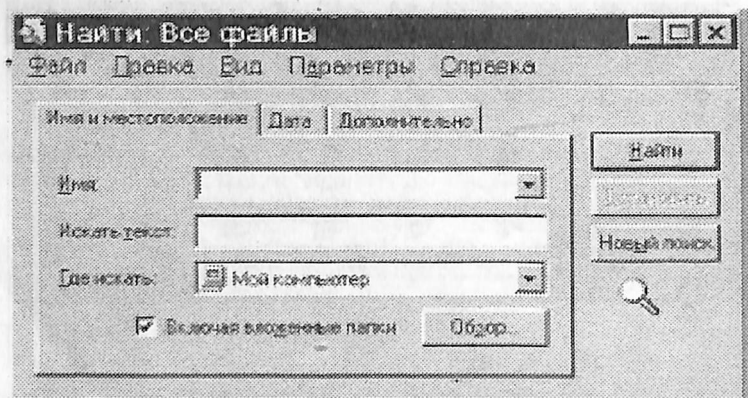 Найти: Все файлы
Файл Правка Вид Параметры Справка
Имя и местоположение Дата Дополнительно
Имя:
Искать текст:
Где искать: Мой компьютер
Включая вложенные папки Обзор...
Найти
Остановить
Новый поиск